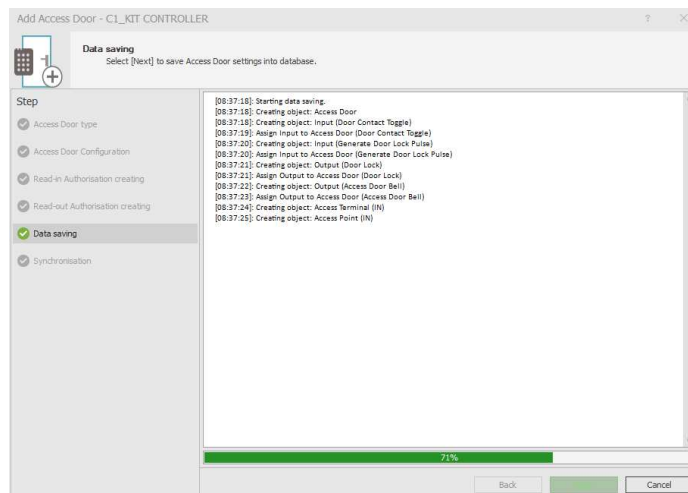 Add Access Door - C1_KIT CONTROLLER
?
Data saving
Select [Next] to save Access Door settings into database.
Step
Access Door type
Access Door Configuration
Read-in Authorisation creating
Read-out Authorisation creating
Data saving
Synchronisation
[08:37:18]: Starting data saving.
[08:37:18]: Creating object: Access Door
[08:37:18]: Creating object: Input (Door Contact Toggle)
[08:37:19]: Assign Input to Access Door (Door Contact Toggle)
[08:37:20]: Creating object: Input (Generate Door Lock Pulse)
[08:37:20]: Assign Input to Access Door (Generate Door Lock Pulse)
[08:37:21]: Creating object: Output (Door Lock)
[08:37:21]: Assign Output to Access Door (Door Lock)
[08:37:22]: Creating object: Output (Access Door Bell)
[08:37:23]: Assign Output to Access Door (Access Door Bell)
[08:37:24]: Creating object: Access Terminal (IN)
[08:37:25]: Creating object: Access Point (IN)
71%
Back
Cancel